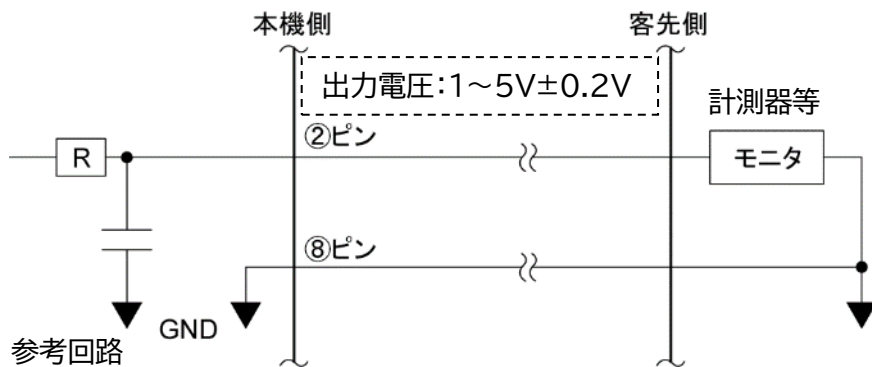 本機側
客先側
出力電圧:1～5V±0.2V
計測器等
②ピン
R
モニタ
⑧ピン
GND
参考回路